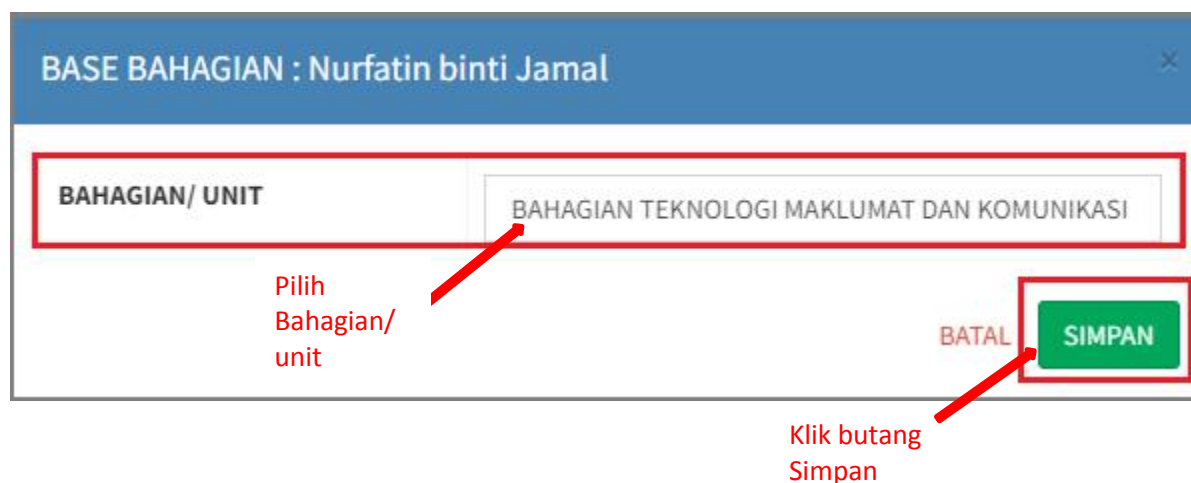 BASE BAHAGIAN : Nurfatin binti Jamal
×
BAHAGIAN/ UNIT
BAHAGIAN TEKNOLOGI MAKLUMAT DAN KOMUNIKASI
Pilih
Bahagian/
unit
BATAL
SIMPAN
Klik butang
Simpan